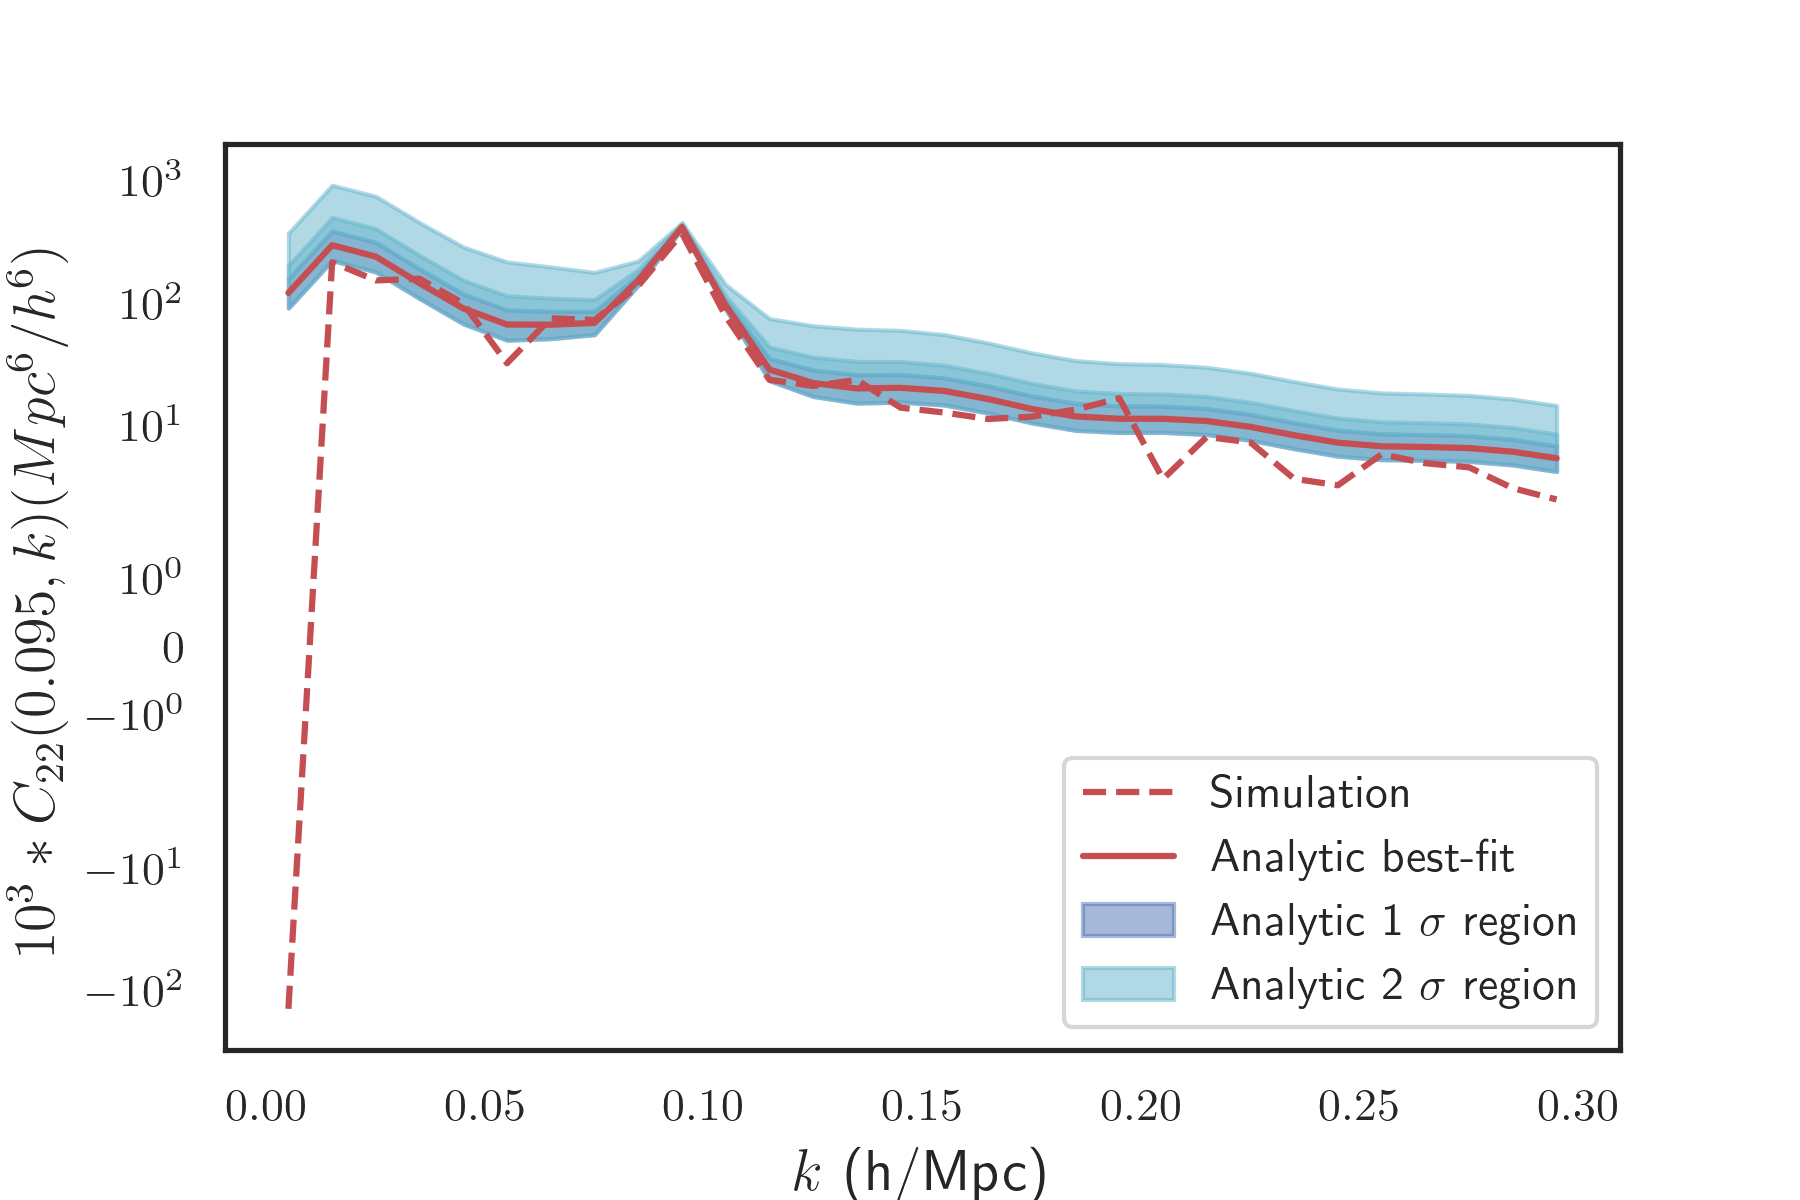 10^3 * C_{22}(0.095, k)(Mpc^6/h^6)
10^3
10^2
10^1
10^0
0
−10^0
−10^1
−10^2
Simulation
Analytic best-fit
Analytic 1 σ region
Analytic 2 σ region
0.00 0.05 0.10 0.15 0.20 0.25 0.30
k (h/Mpc)